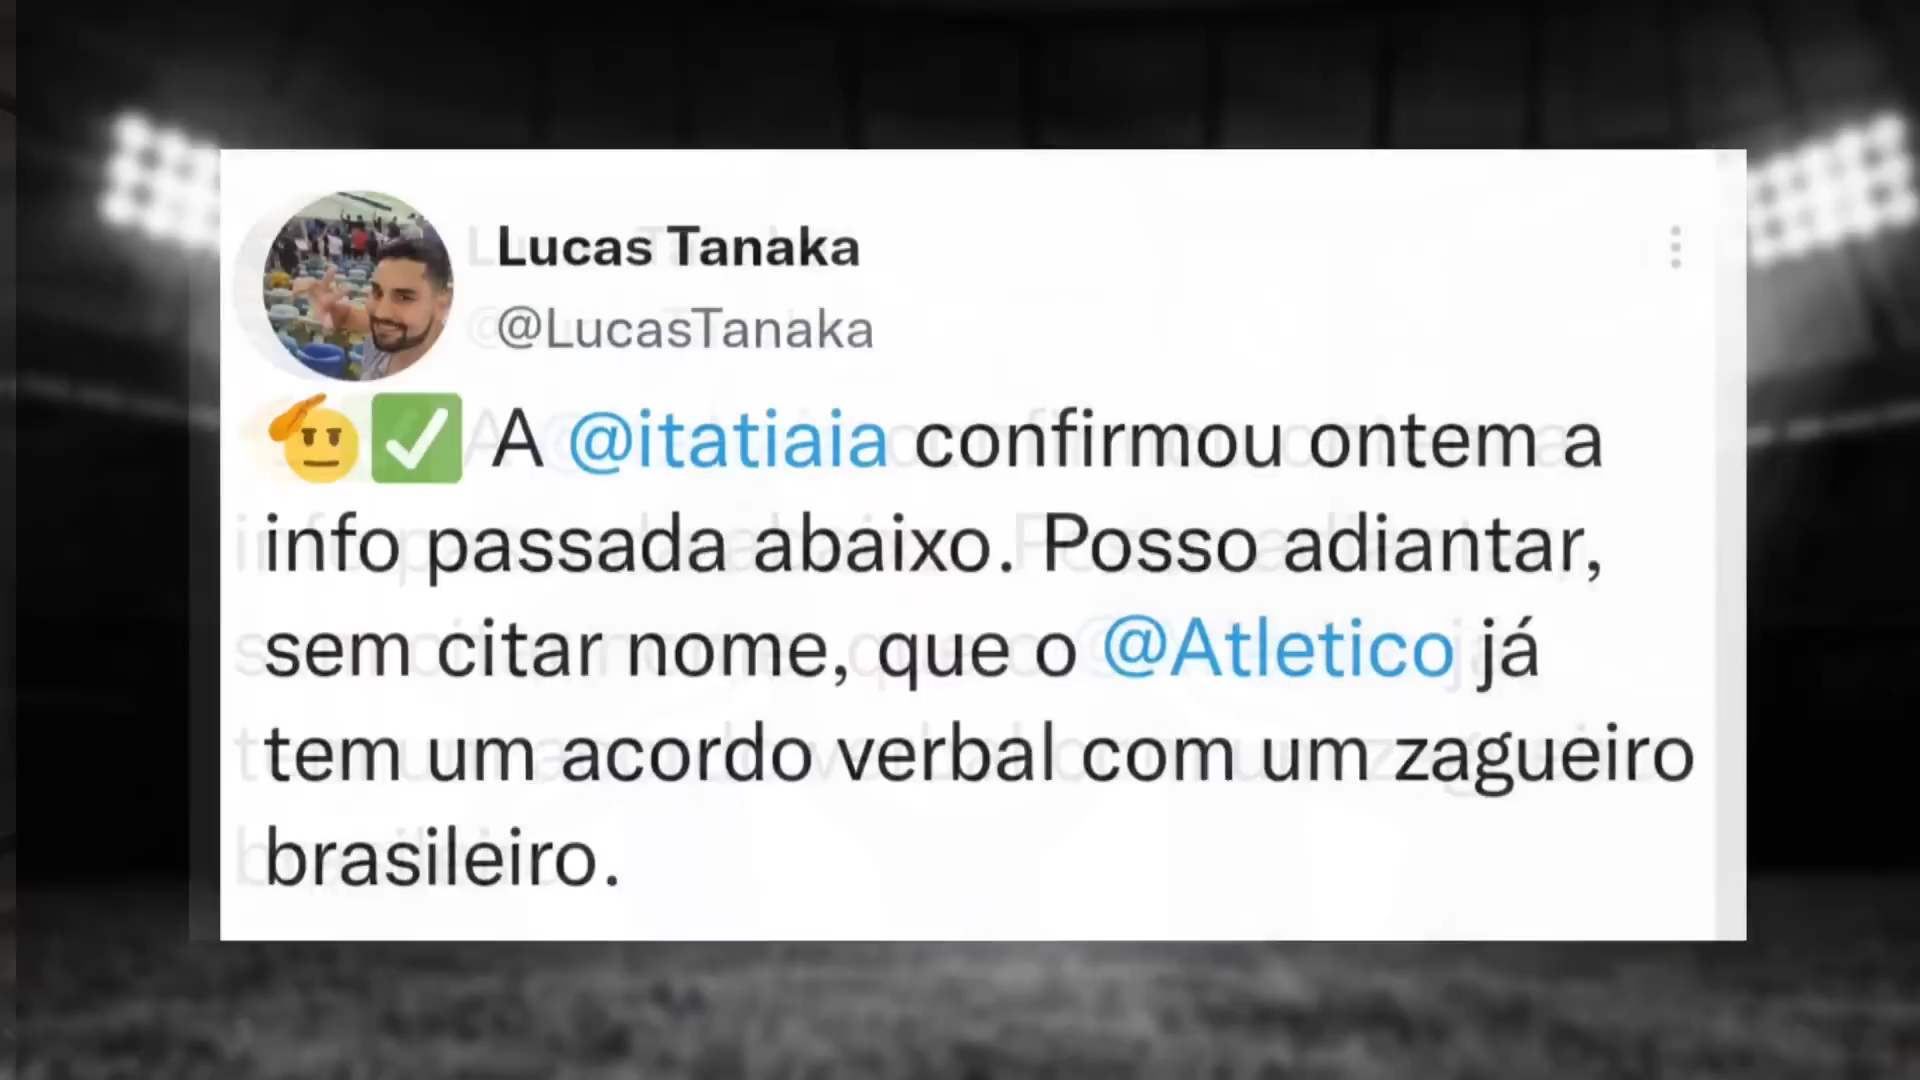 Lucas Tanaka
@LucasTanaka
🫡✅ A @itatiaia confirmou ontem a
info passada abaixo. Posso adiantar,
sem citar nome, que o @Atletico já
tem um acordo verbal com um zagueiro
brasileiro.